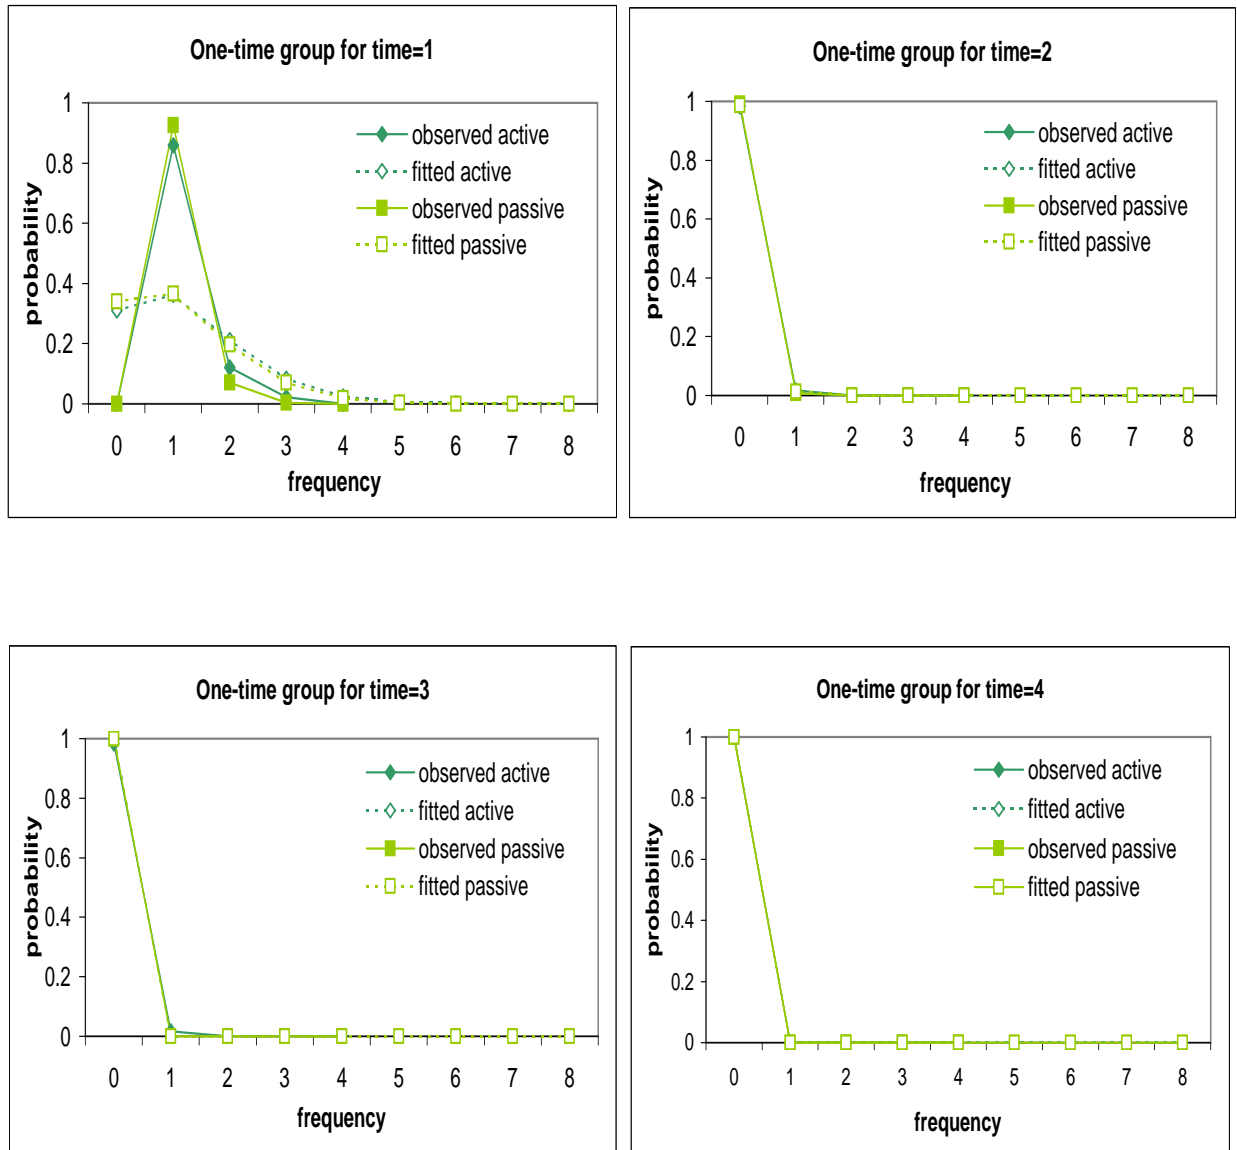 One-time group for time=1
1
0.8
0.6
0.4
0.2
0
probability
observed active
fitted active
observed passive
fitted passive
0 1 2 3 4 5 6 7 8
frequency
One-time group for time=2
1
0.8
0.6
0.4
0.2
0
probability
observed active
fitted active
observed passive
fitted passive
0 1 2 3 4 5 6 7 8
frequency
One-time group for time=3
1
0.8
0.6
0.4
0.2
0
probability
observed active
fitted active
observed passive
fitted passive
0 1 2 3 4 5 6 7 8
frequency
One-time group for time=4
1
0.8
0.6
0.4
0.2
0
probability
observed active
fitted active
observed passive
fitted passive
0 1 2 3 4 5 6 7 8
frequency